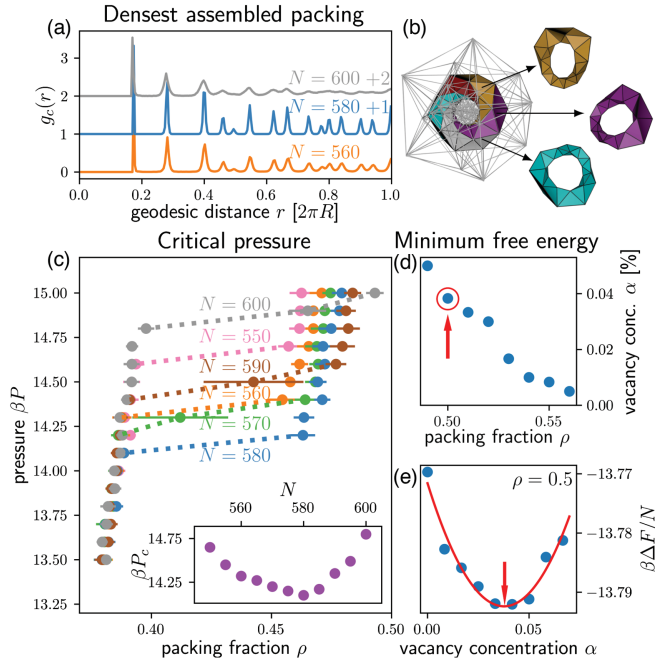 Densest assembled packing
(a)
g_c(r)
3
2
1
0
N = 600 +2
N = 580 +1
N = 560
0.0 0.2 0.4 0.6 0.8 1.0
geodesic distance r [2πR]
(b)
Critical pressure
(c)
pressure βP
15.00
14.75
14.50
14.25
14.00
13.75
13.50
13.25
N = 600
N = 550
N = 590
N = 560
N = 570
N = 580
N
560 580 600
βP_c
14.75
14.25
0.40 0.45 0.50
packing fraction ρ
Minimum free energy
(d)
0.04
0.02
0.00
vacancy conc. α [%]
0.50 0.55
packing fraction ρ
(e)
ρ = 0.5
−13.77
−13.78
−13.79
βΔF/N
0.00 0.05
vacancy concentration α